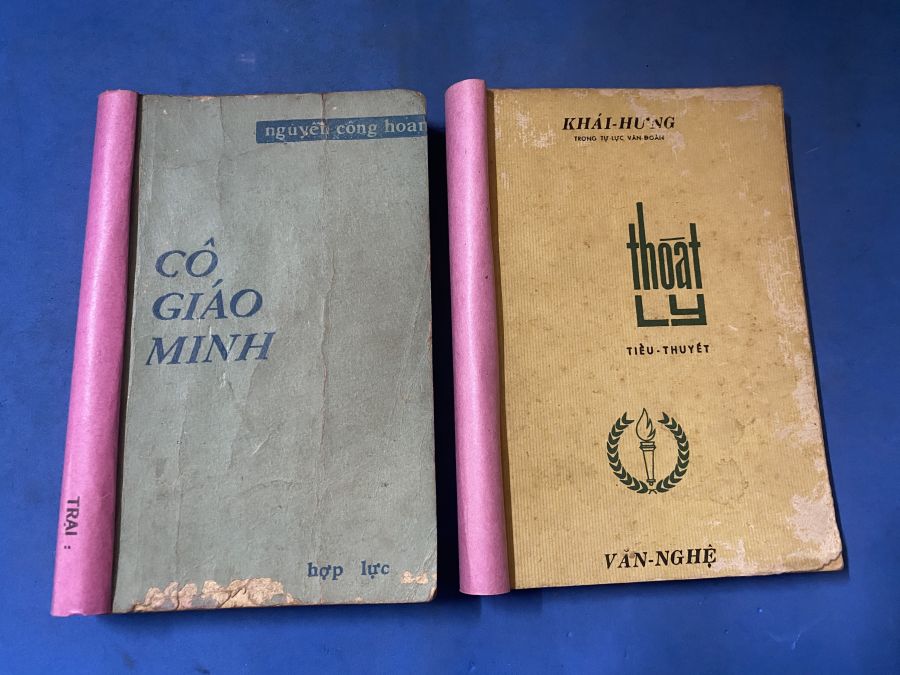 nguyễn công hoan
CÔ
GIÁO
MINH
hợp lực
TRẠI :
KHÁI-HƯNG
TRONG TỰ-LỰC VĂN-ĐOÀN
thoát
Ly
TIỂU-THUYẾT
VĂN-NGHỆ